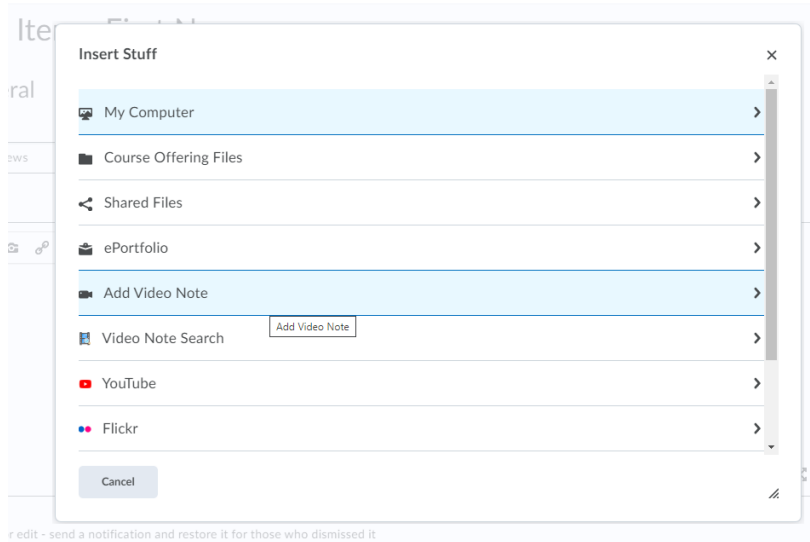 Insert Stuff
My Computer
Course Offering Files
Shared Files
ePortfolio
Add Video Note
Add Video Note
Video Note Search
YouTube
Flickr
Cancel
edit - send a notification and restore it for those who dismissed it